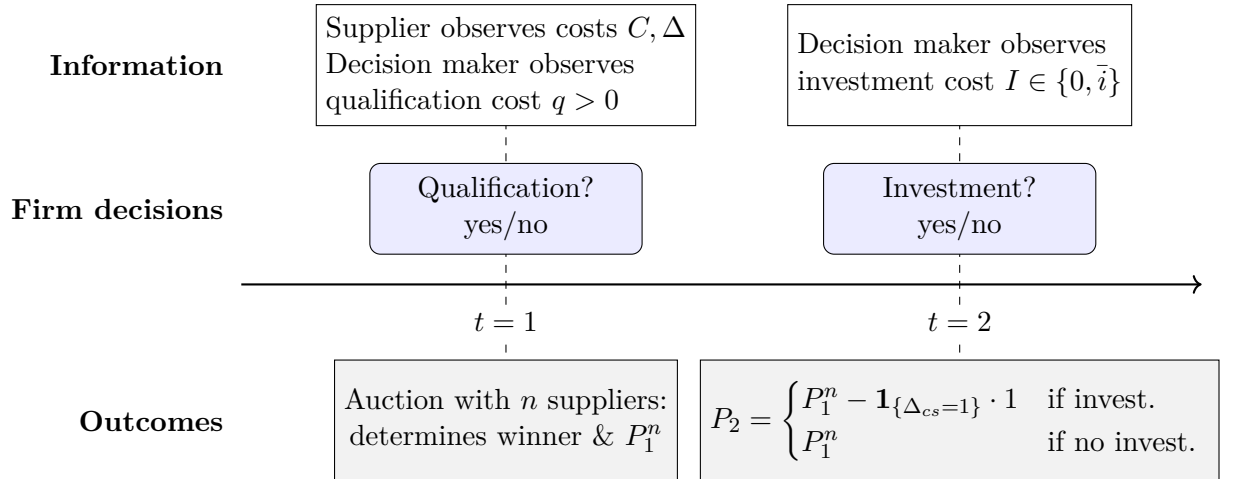 Information
Supplier observes costs C, Δ
Decision maker observes
qualification cost q > 0
Decision maker observes
investment cost I ∈ {0, ī}
Firm decisions
Qualification?
yes/no
Investment?
yes/no
t = 1
t = 2
Outcomes
Auction with n suppliers:
determines winner & P₁ⁿ
P₂ = { P₁ⁿ − 𝟏_{Δ_cs=1} · 1 if invest.
P₁ⁿ if no invest.